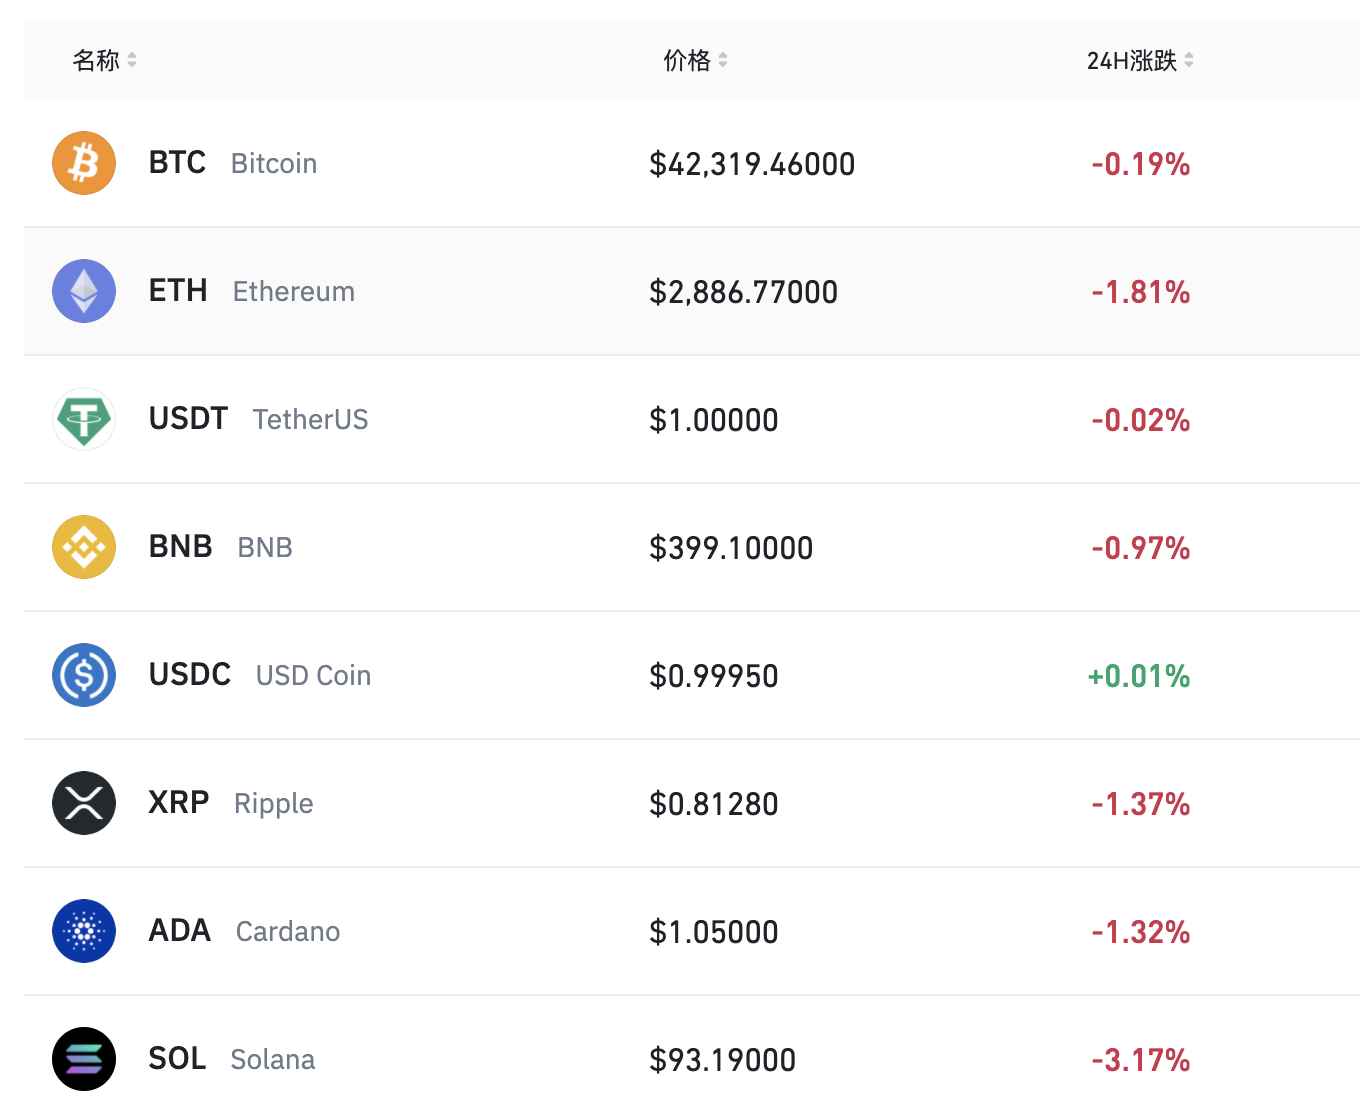 名称 价格 24H涨跌
BTC Bitcoin $42,319.46000 -0.19%
ETH Ethereum $2,886.77000 -1.81%
USDT TetherUS $1.00000 -0.02%
BNB BNB $399.10000 -0.97%
USDC USD Coin $0.99950 +0.01%
XRP Ripple $0.81280 -1.37%
ADA Cardano $1.05000 -1.32%
SOL Solana $93.19000 -3.17%